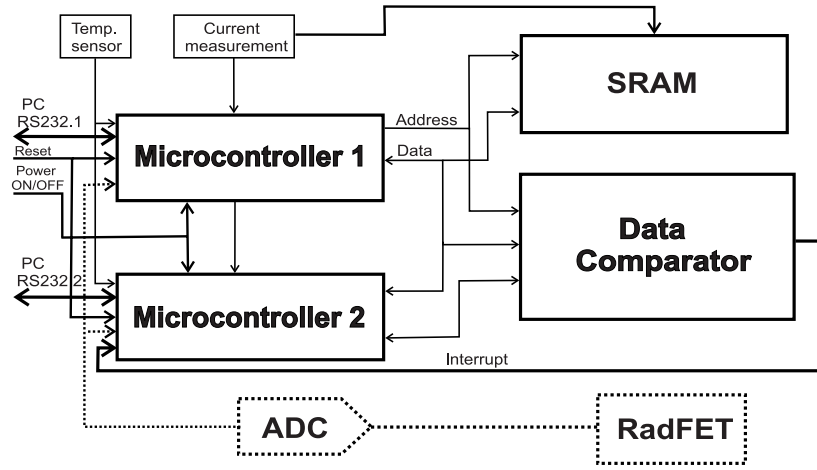 Temp.
sensor
Current
measurement
SRAM
PC
RS232.1
Address
Reset
Microcontroller 1
Data
Power
ON/OFF
Data
Comparator
PC
RS232.2
Microcontroller 2
Interrupt
ADC
RadFET